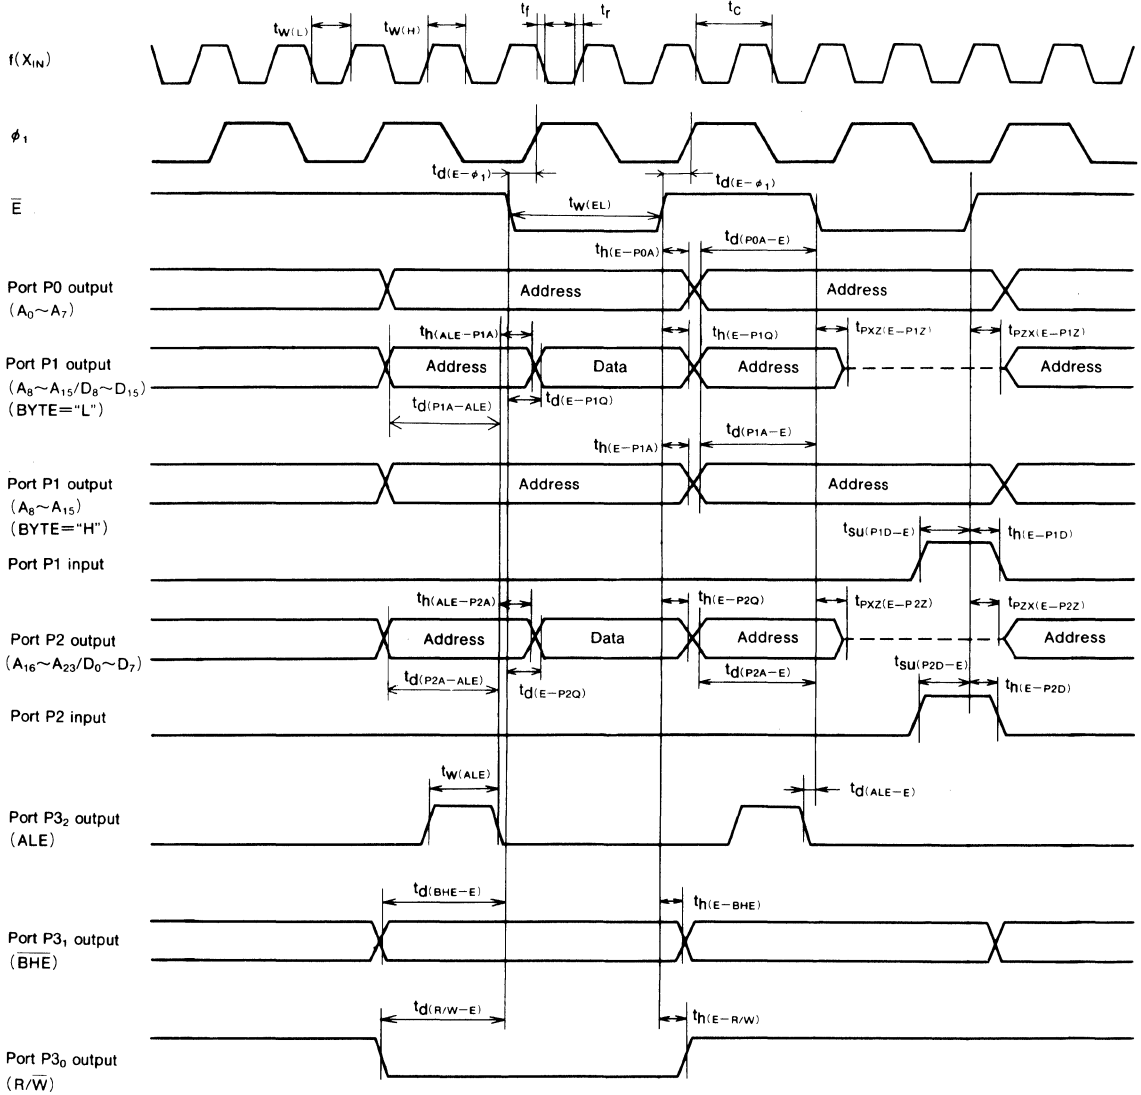 tf tr tC
tW(L) tW(H)
f(XIN)
ϕ1
td(E−ϕ1) td(E−ϕ1)
E̅ tW(EL)
th(E−P0A) td(P0A−E)
Port P0 output Address Address
(A0∼A7)
th(ALE−P1A) th(E−P1Q) tPXZ(E−P1Z) tPZX(E−P1Z)
Port P1 output Address Data Address Address
(A8∼A15/D8∼D15)
(BYTE=“L”) td(P1A−ALE) td(E−P1Q)
th(E−P1A) td(P1A−E)
Port P1 output Address Address
(A8∼A15)
(BYTE=“H”)
tsu(P1D−E) th(E−P1D)
Port P1 input
th(ALE−P2A) th(E−P2Q) tPXZ(E−P2Z) tPZX(E−P2Z)
Port P2 output Address Data Address Address
(A16∼A23/D0∼D7)
td(P2A−ALE) td(E−P2Q) td(P2A−E) tsu(P2D−E) th(E−P2D)
Port P2 input
tW(ALE) td(ALE−E)
Port P32 output
(ALE)
td(BHE−E) th(E−BHE)
Port P31 output
(B̅H̅E̅)
td(R/W−E) th(E−R/W)
Port P30 output
(R/W̅)